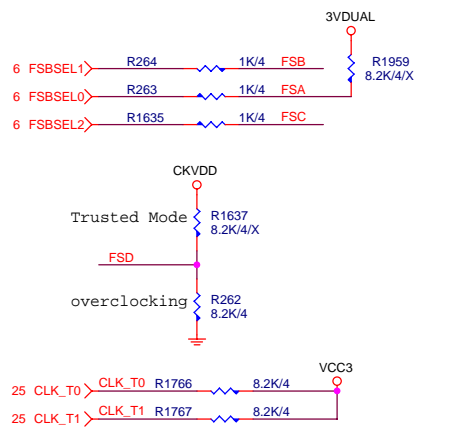 3VDUAL
6 FSBSEL1 R264 1K/4 FSB R1959
8.2K/4/X
6 FSBSEL0 R263 1K/4 FSA
6 FSBSEL2 R1635 1K/4 FSC
CKVDD
Trusted Mode R1637
8.2K/4/X
FSD
overclocking R262
8.2K/4
VCC3
25 CLK_T0 CLK_T0 R1766 8.2K/4
25 CLK_T1 CLK_T1 R1767 8.2K/4